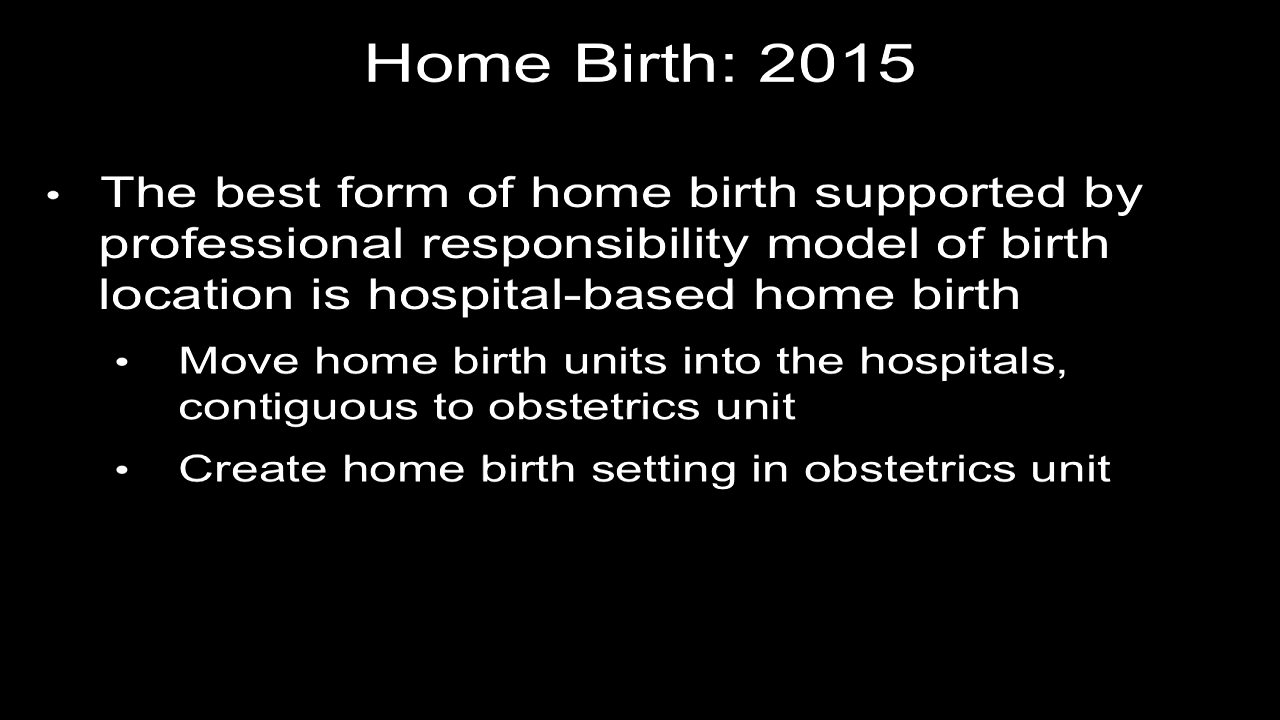 Home Birth: 2015
• The best form of home birth supported by
professional responsibility model of birth
location is hospital-based home birth
• Move home birth units into the hospitals,
contiguous to obstetrics unit
• Create home birth setting in obstetrics unit